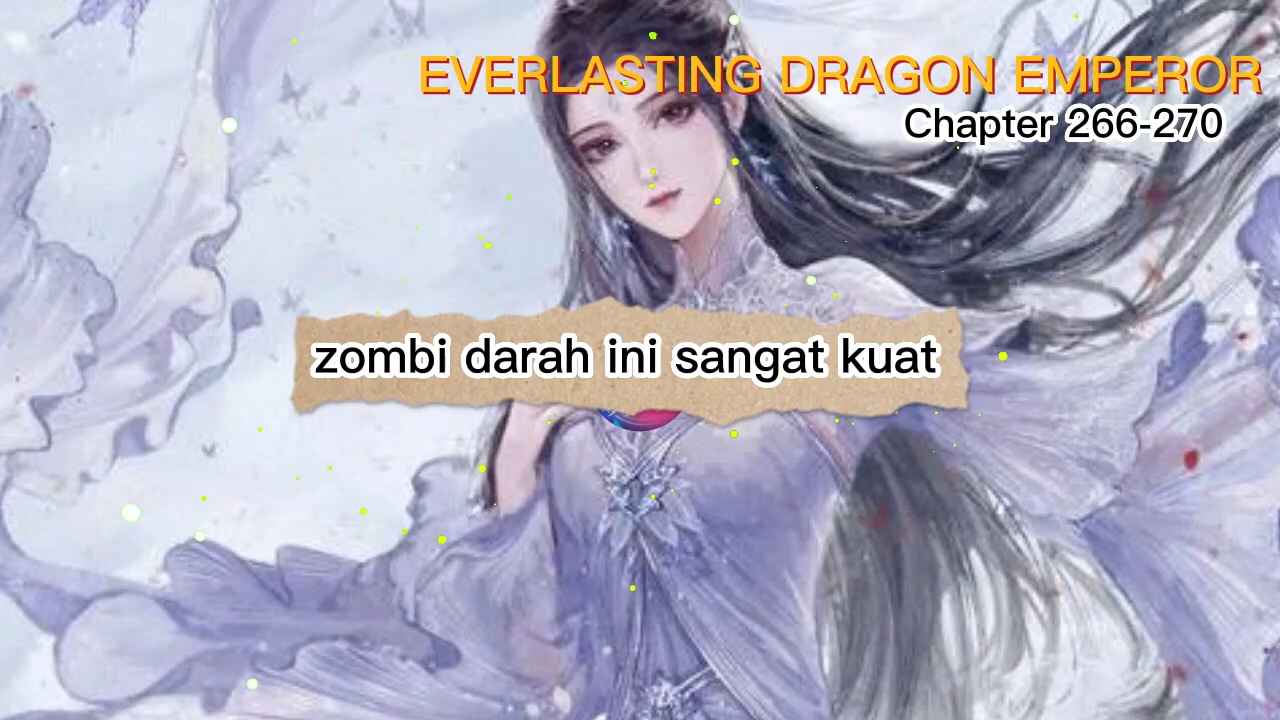 EVERLASTING DRAGON EMPEROR
Chapter 266-270
zombi darah ini sangat kuat